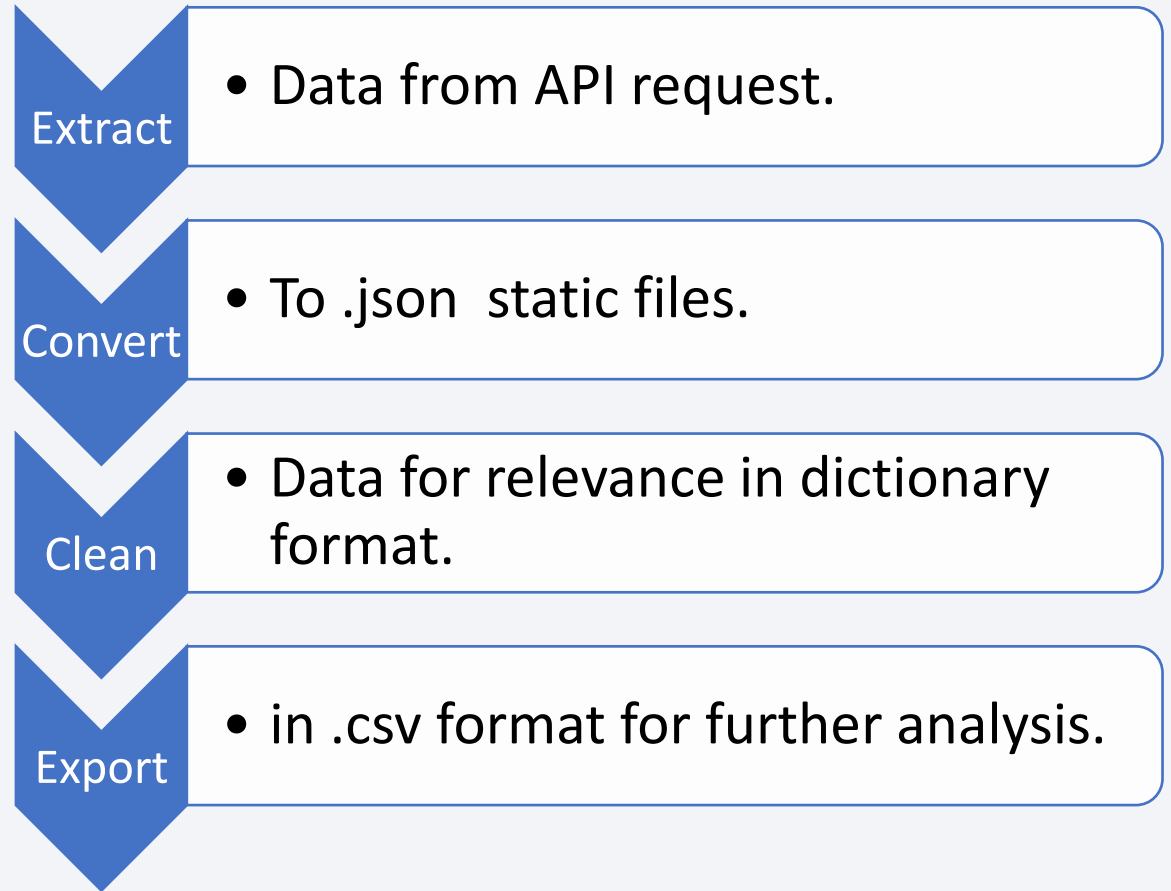 Extract
• Data from API request.
Convert
• To .json  static files.
Clean
• Data for relevance in dictionary
format.
Export
• in .csv format for further analysis.